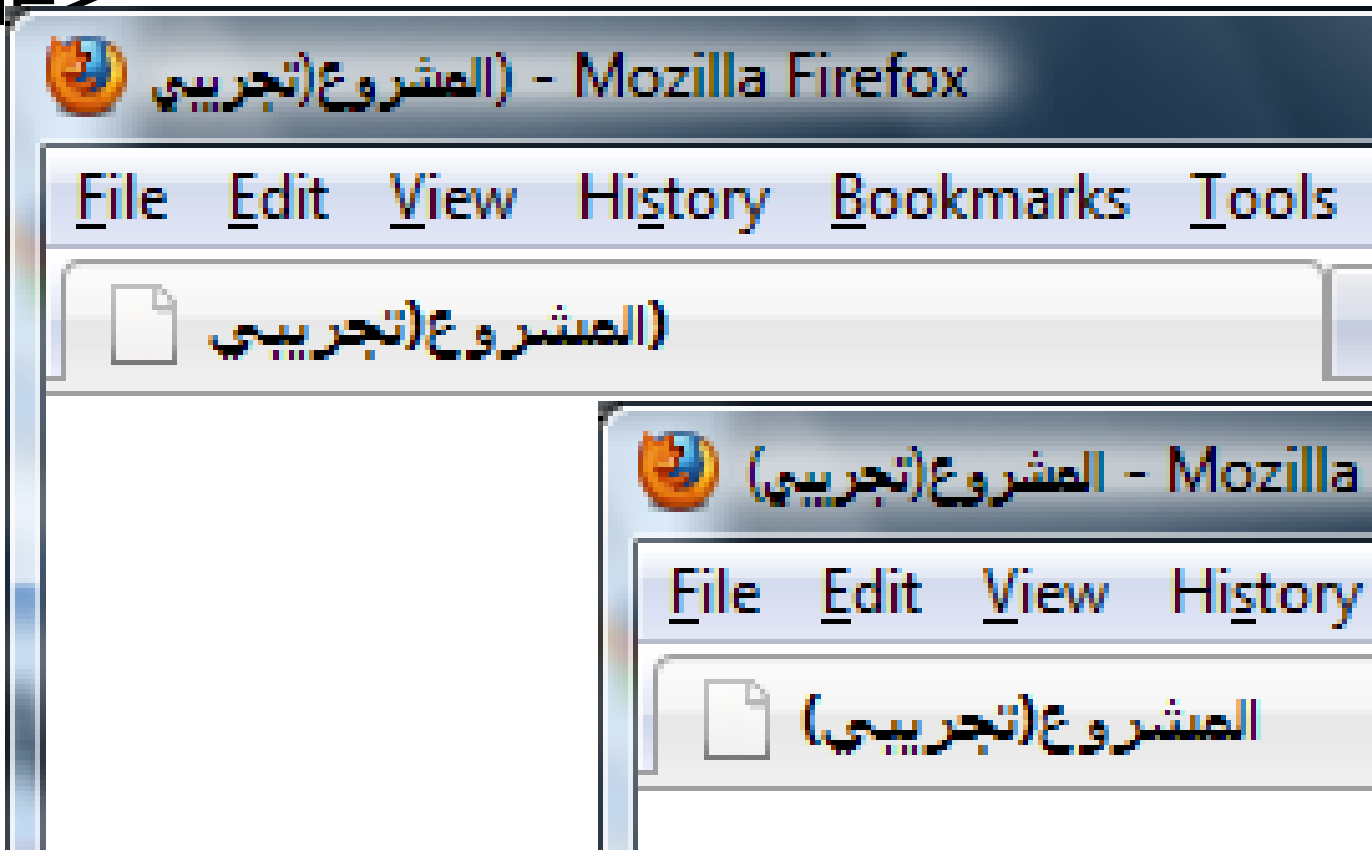 المشروع(تجريبي) - Mozilla Firefox
File Edit View History Bookmarks Tools
المشروع(تجريبي)
المشروع(تجريبي) - Mozilla
File Edit View History
المشروع(تجريبي)